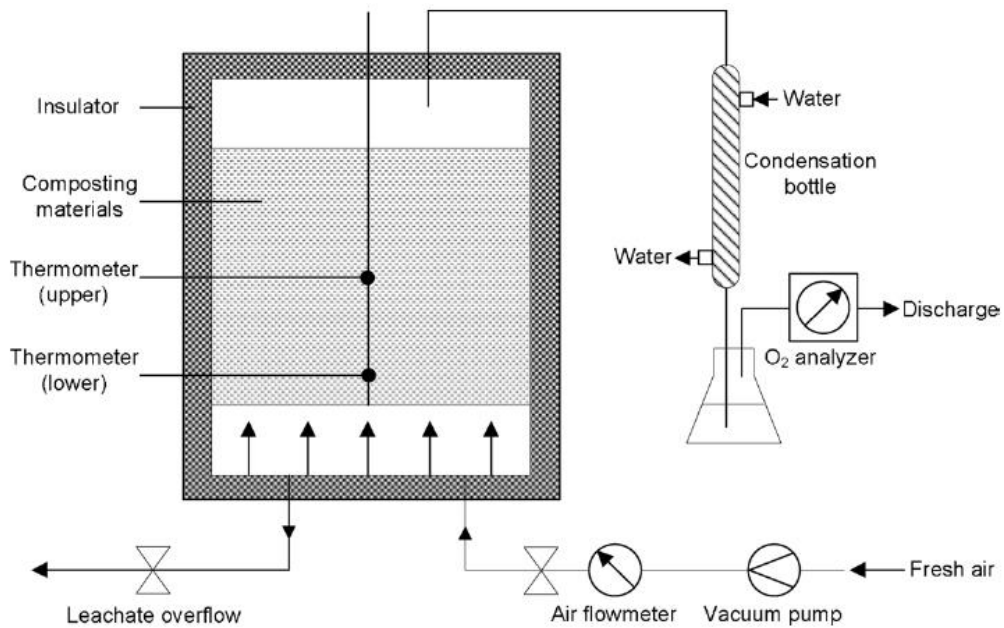 Insulator
Composting
materials
Thermometer
(upper)
Thermometer
(lower)
Water
Condensation
bottle
Water
Discharge
O₂ analyzer
Leachate overflow
Air flowmeter
Vacuum pump
Fresh air